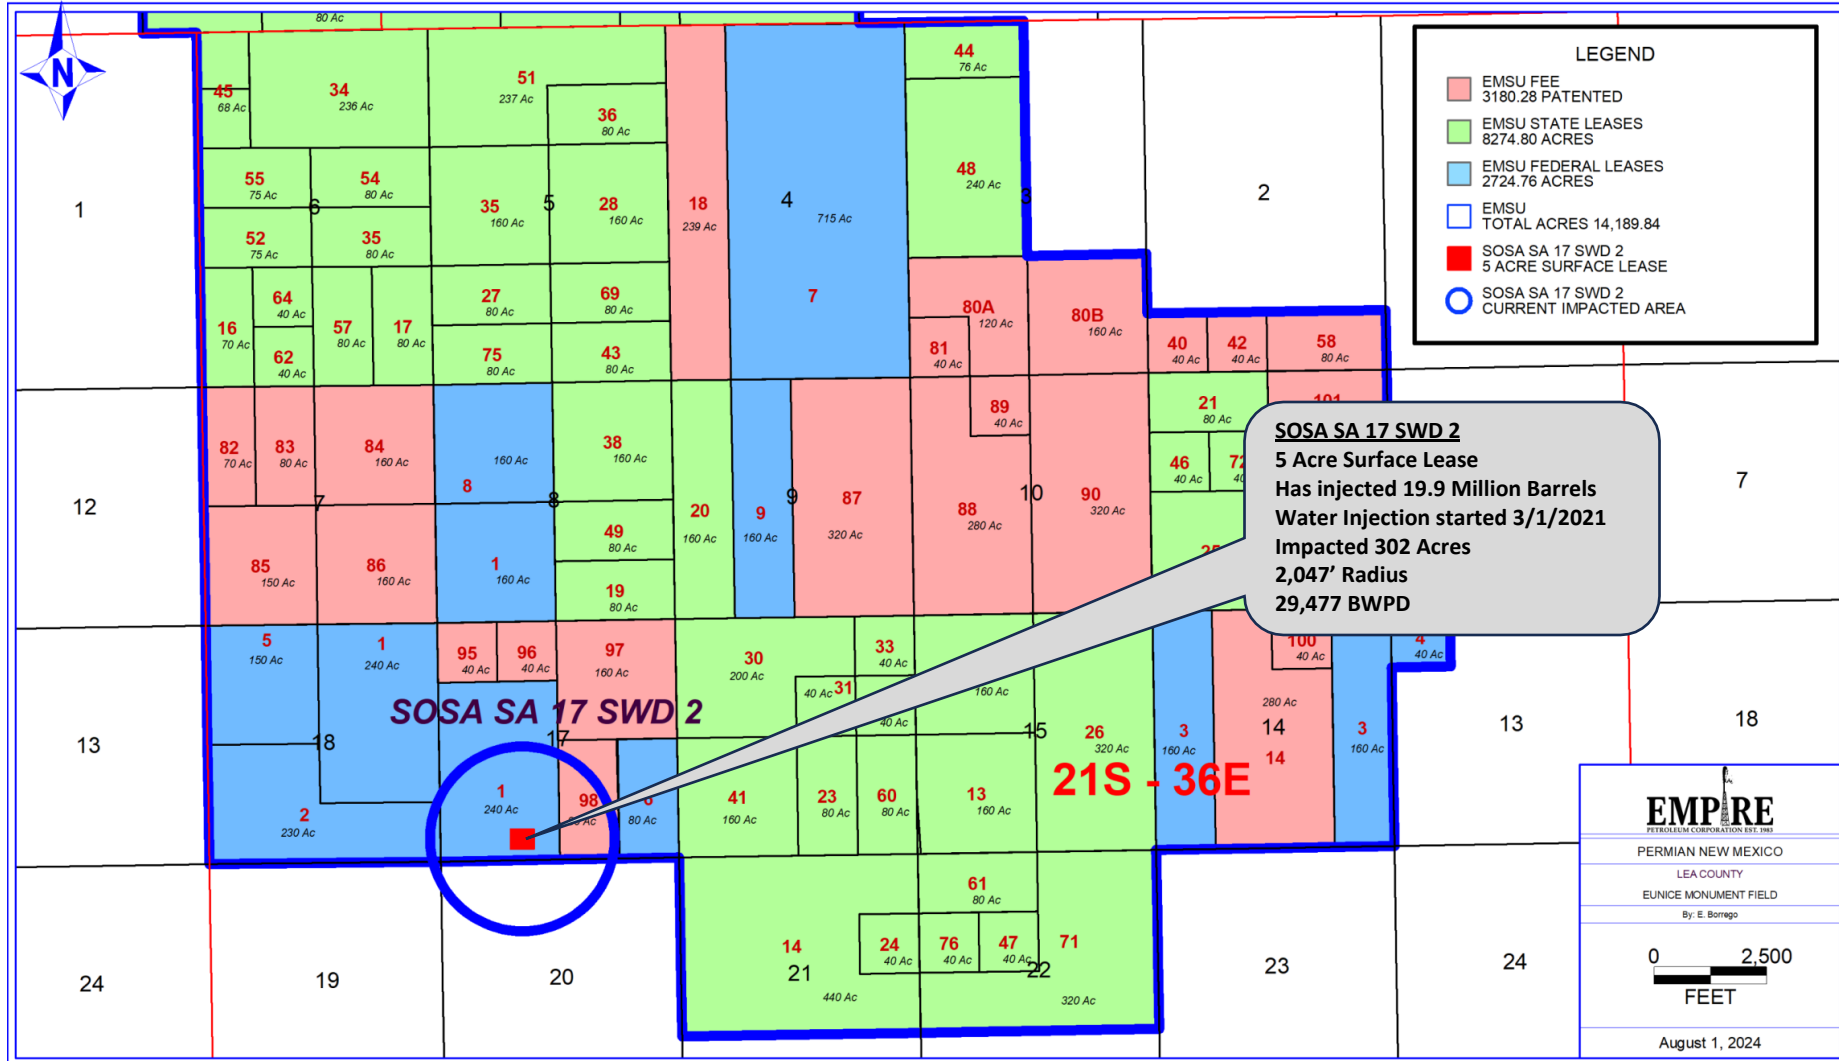 80 Ac
N
45
68 Ac
34
236 Ac
51
237 Ac
36
80 Ac
44
76 Ac
55
75 Ac
54
80 Ac
6
52
75 Ac
35
80 Ac
35
160 Ac
5
28
160 Ac
18
239 Ac
4
715 Ac
7
48
240 Ac
3
1
2
16
70 Ac
64
40 Ac
62
40 Ac
57
80 Ac
17
80 Ac
27
80 Ac
69
80 Ac
75
80 Ac
43
80 Ac
80A
120 Ac
81
40 Ac
80B
160 Ac
40
40 Ac
42
40 Ac
58
80 Ac
LEGEND
EMSU FEE
3180.28 PATENTED
EMSU STATE LEASES
8274.80 ACRES
EMSU FEDERAL LEASES
2724.76 ACRES
EMSU
TOTAL ACRES 14,189.84
SOSA SA 17 SWD 2
5 ACRE SURFACE LEASE
SOSA SA 17 SWD 2
CURRENT IMPACTED AREA
12
82
70 Ac
83
80 Ac
84
160 Ac
7
85
150 Ac
86
160 Ac
160 Ac
8
8
1
160 Ac
38
160 Ac
49
80 Ac
19
80 Ac
20
160 Ac
9
160 Ac
9
87
320 Ac
88
280 Ac
89
40 Ac
10
90
320 Ac
21
80 Ac
46
40 Ac
7
SOSA SA 17 SWD 2
5 Acre Surface Lease
Has injected 19.9 Million Barrels
Water Injection started 3/1/2021
Impacted 302 Acres
2,047’ Radius
29,477 BWPD
13
5
150 Ac
1
240 Ac
18
2
230 Ac
95
40 Ac
96
40 Ac
97
160 Ac
SOSA SA 17 SWD 2
17
1
240 Ac
98
80 Ac
30
200 Ac
33
40 Ac
40 Ac 31
40 Ac
160 Ac
15
41
160 Ac
23
80 Ac
60
80 Ac
13
160 Ac
26
320 Ac
21S - 36E
3
160 Ac
100
40 Ac
280 Ac
14
14
3
160 Ac
4
40 Ac
13
18
24
19
20
14
21
440 Ac
61
80 Ac
24
40 Ac
76
40 Ac
47
40 Ac
22
71
320 Ac
23
24
EMPIRE
PETROLEUM CORPORATION EST. 1983
PERMIAN NEW MEXICO
LEA COUNTY
EUNICE MONUMENT FIELD
By: E. Borrego
0 2,500
FEET
August 1, 2024